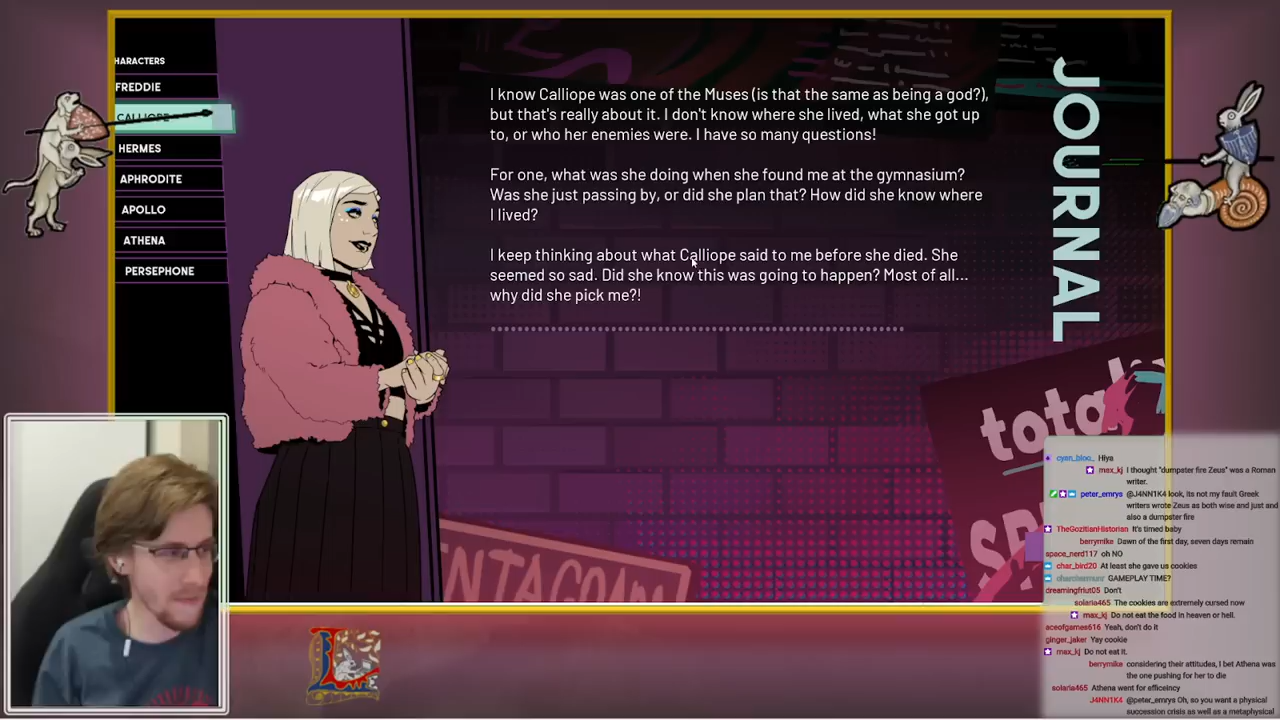 HARACTERS
FREDDIE
CALLIOPE
HERMES
APHRODITE
APOLLO
ATHENA
PERSEPHONE
I know Calliope was one of the Muses (is that the same as being a god?),
but that's really about it. I don't know where she lived, what she got up
to, or who her enemies were. I have so many questions!
For one, what was she doing when she found me at the gymnasium?
Was she just passing by, or did she plan that? How did she know where
I lived?
I keep thinking about what Calliope said to me before she died. She
seemed so sad. Did she know this was going to happen? Most of all...
why did she pick me?!
JOURNAL
cyan_bloo_ Hiya
max_kj I thought "dumpster fire Zeus" was a Roman
writer.
peter_emrys @J4NN1K4 look, its not my fault Greek
writers wrote Zeus as both wise and just and
also a dumpster fire
TheGozitianHistorian It's timed baby
berrymike Dawn of the first day, seven days remain
space_nerd117 oh NO
char_bird20 At least she gave us cookies
GAMEPLAY TIME?
dreamingfriut05 Don't
solaria465 The cookies are extremely cursed now
max_kj Do not eat the food in heaven or hell.
aceofgames616 Yeah, don't do it
ginger_jaker Yay cookie
max_kj Do not eat it.
berrymike considering their attitudes, I bet Athena was
the one pushing for her to die
solaria465 Athena went for efficeincy
J4NN1K4 @peter_emrys Oh, so you want a physical
succession crisis as well as a metaphysical